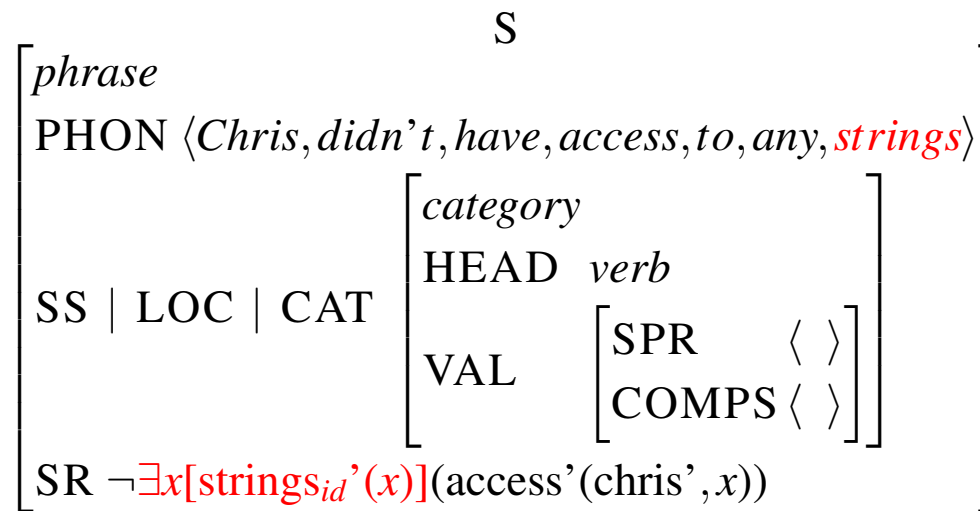 S
phrase
PHON ⟨Chris, didn’t, have, access, to, any, strings⟩
category
HEAD verb
SS | LOC | CAT
VAL
SPR ⟨ ⟩
COMPS ⟨ ⟩
SR ¬∃x[strings_id’(x)](access’(chris’, x))